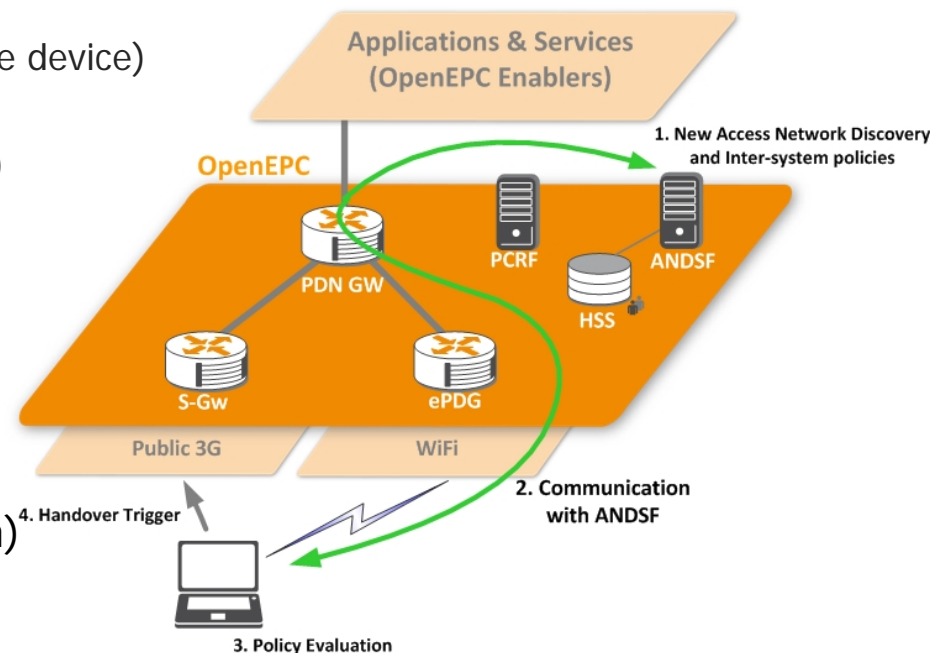 e device)
)
Applications & Services
(OpenEPC Enablers)
1. New Access Network Discovery
and Inter-system policies
OpenEPC
PCRF
ANDSF
PDN GW
HSS
S-Gw
ePDG
Public 3G
WiFi
2. Communication
with ANDSF
)
4. Handover Trigger
3. Policy Evaluation